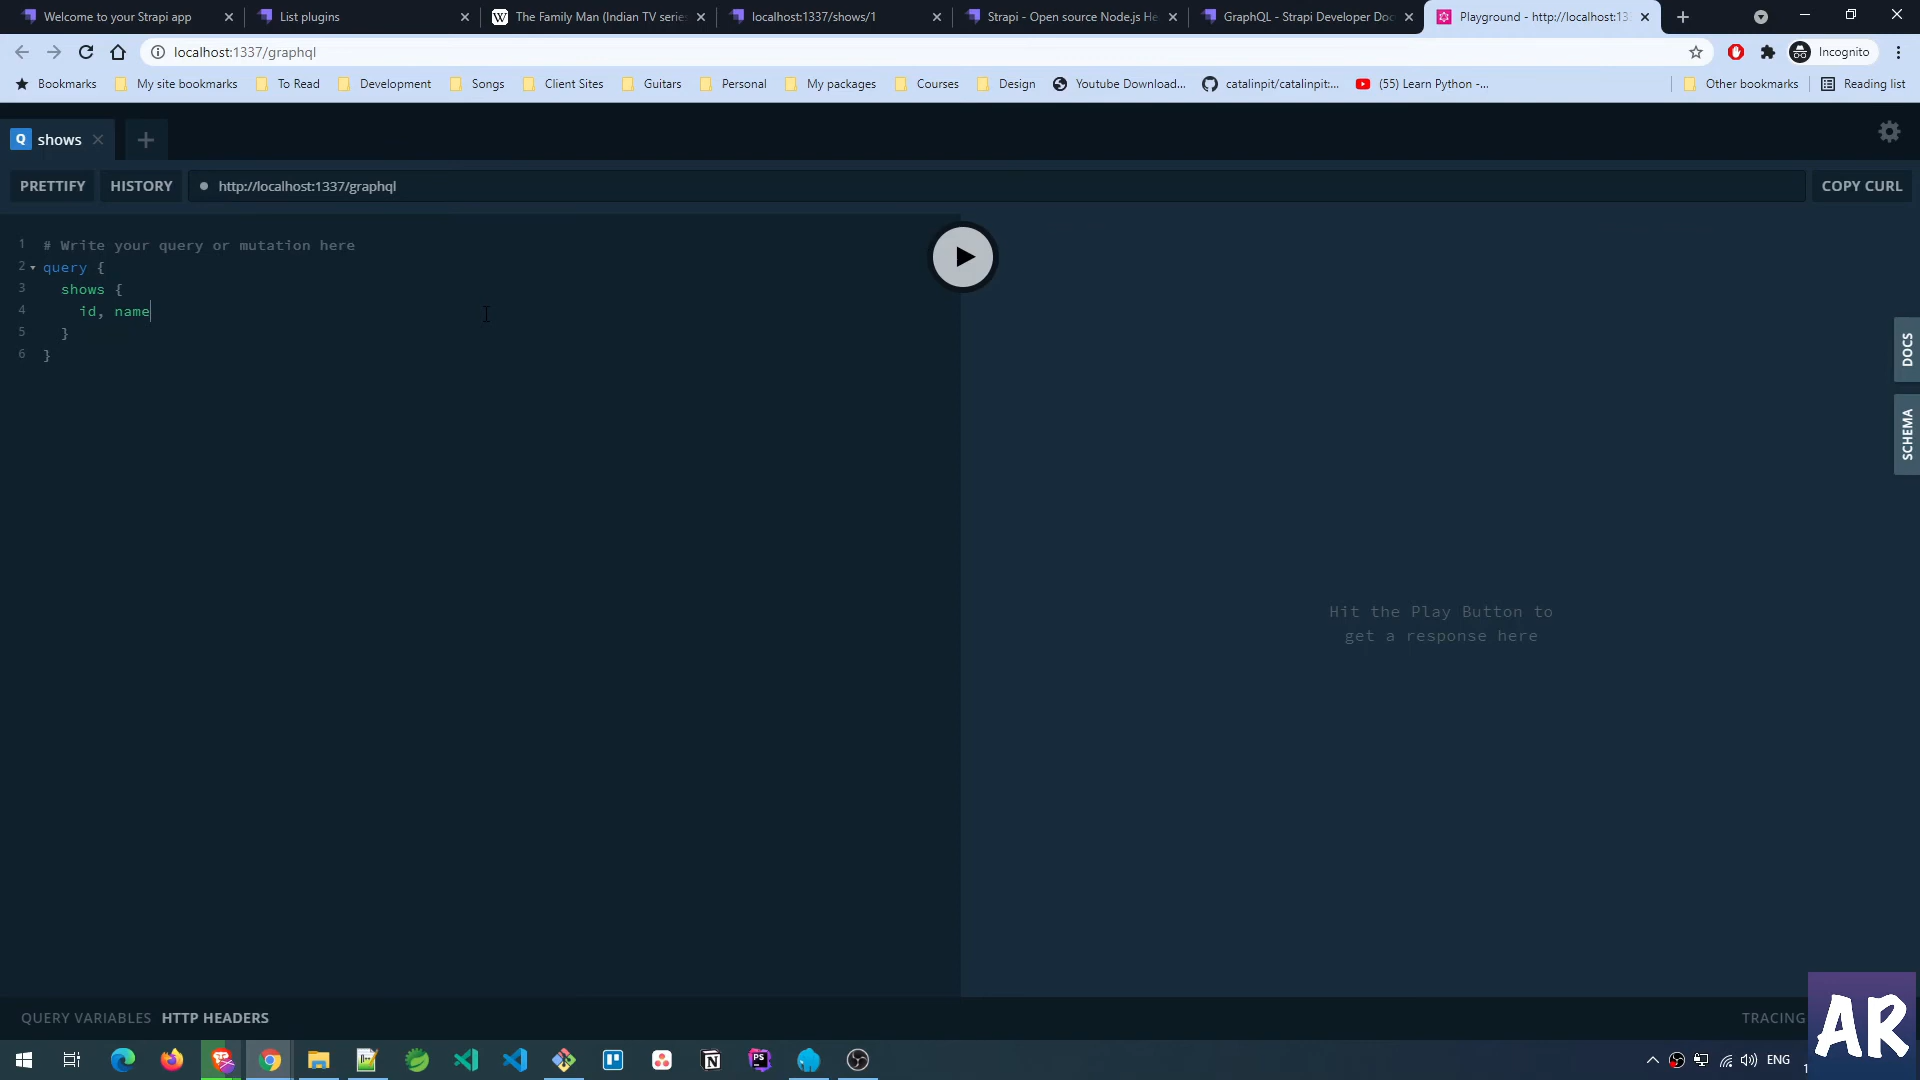 Welcome to your Strapi app
List plugins
The Family Man (Indian TV serie
localhost:1337/shows/1
Strapi - Open source Node.js He
GraphQL - Strapi Developer Doc
Playground - http://localhost:13
localhost:1337/graphql
Incognito
Bookmarks
My site bookmarks
To Read
Development
Songs
Client Sites
Guitars
Personal
My packages
Courses
Design
Youtube Download...
catalinpit/catalinpit:...
(55) Learn Python -...
Other bookmarks
Reading list
Q shows
PRETTIFY
HISTORY
http://localhost:1337/graphql
COPY CURL
1 # Write your query or mutation here
2 query {
3 shows {
4 id, name
5 }
6 }
Hit the Play Button to
get a response here
DOCS
SCHEMA
QUERY VARIABLES
HTTP HEADERS
TRACING
AR
ENG